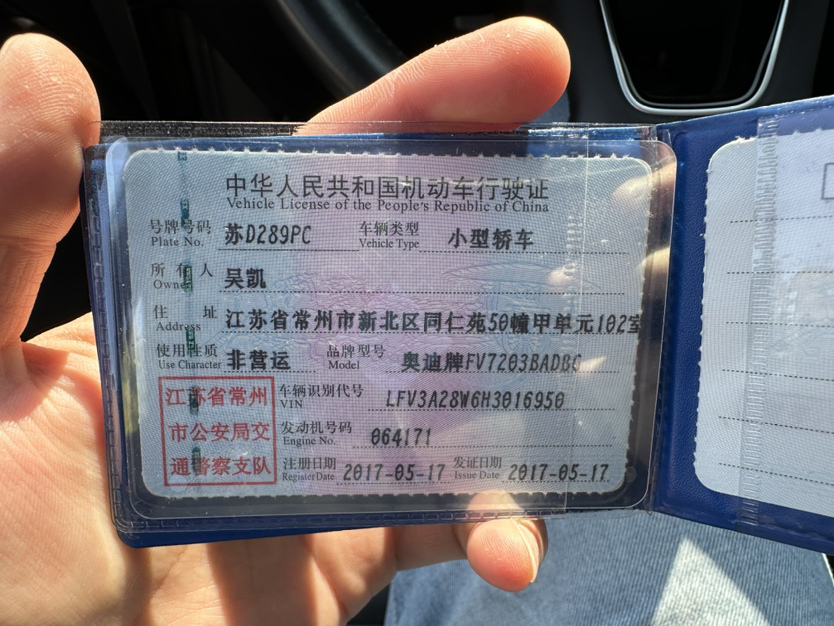 中华人民共和国机动车行驶证
Vehicle License of the People's Republic of China
号牌号码 苏D289PC 车辆类型 小型轿车
Plate No. Vehicle Type
所有人 吴凯
Owner
住址 江苏省常州市新北区同仁苑50幢甲单元102室
Address
使用性质 非营运 品牌型号 奥迪牌FV7203BADBG
Use Character Model
江苏省常州
市公安局交
通警察支队
车辆识别代号 LFV3A28W6H3016950
VIN
发动机号码 064171
Engine No.
注册日期 2017-05-17 发证日期 2017-05-17
Register Date Issue Date